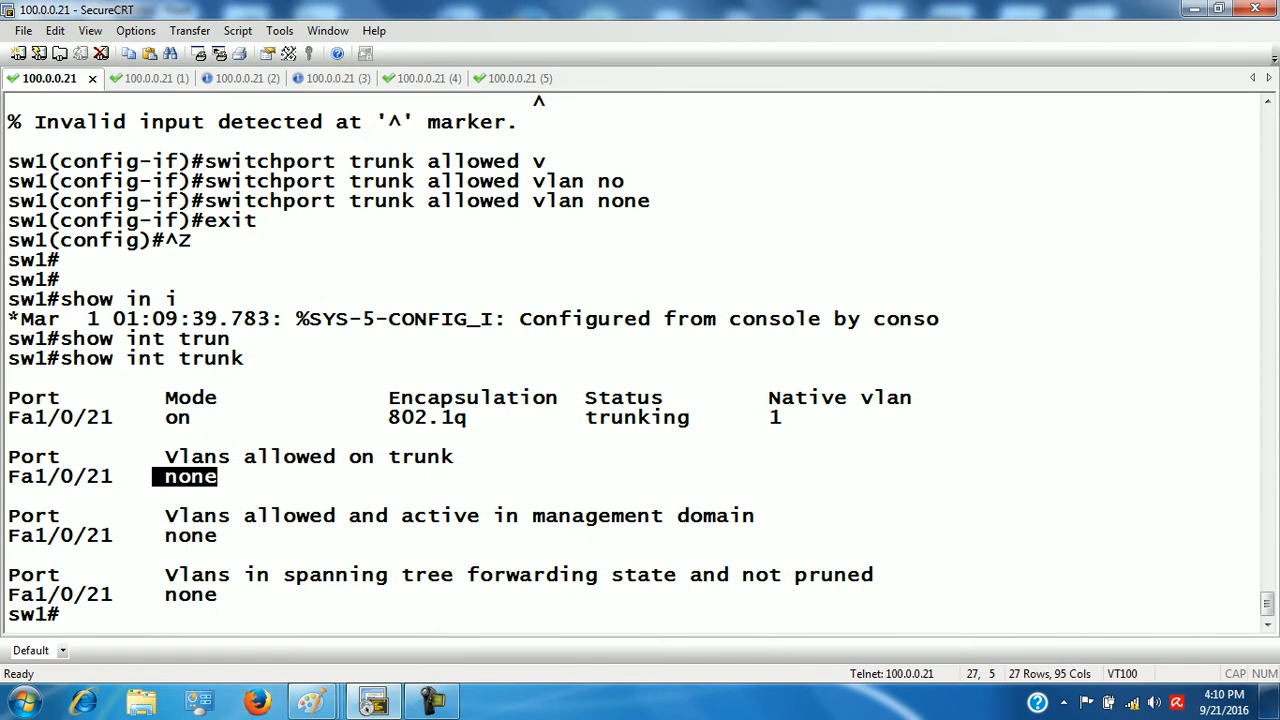 100.0.0.21 - SecureCRT
File Edit View Options Transfer Script Tools Window Help
100.0.0.21 × 100.0.0.21 (1) 100.0.0.21 (2) 100.0.0.21 (3) 100.0.0.21 (4) 100.0.0.21 (5)
^
% Invalid input detected at '^' marker.
sw1(config-if)#switchport trunk allowed v
sw1(config-if)#switchport trunk allowed vlan no
sw1(config-if)#switchport trunk allowed vlan none
sw1(config-if)#exit
sw1(config)#^Z
sw1#
sw1#
sw1#show in i
*Mar  1 01:09:39.783: %SYS-5-CONFIG_I: Configured from console by conso
sw1#show int trun
sw1#show int trunk
Port Mode Encapsulation Status Native vlan
Fa1/0/21 on 802.1q trunking 1
Port Vlans allowed on trunk
Fa1/0/21 none
Port Vlans allowed and active in management domain
Fa1/0/21 none
Port Vlans in spanning tree forwarding state and not pruned
Fa1/0/21 none
sw1#
Default
Ready Telnet: 100.0.0.21 27, 5 27 Rows, 95 Cols VT100 CAP NUM
4:10 PM
9/21/2016